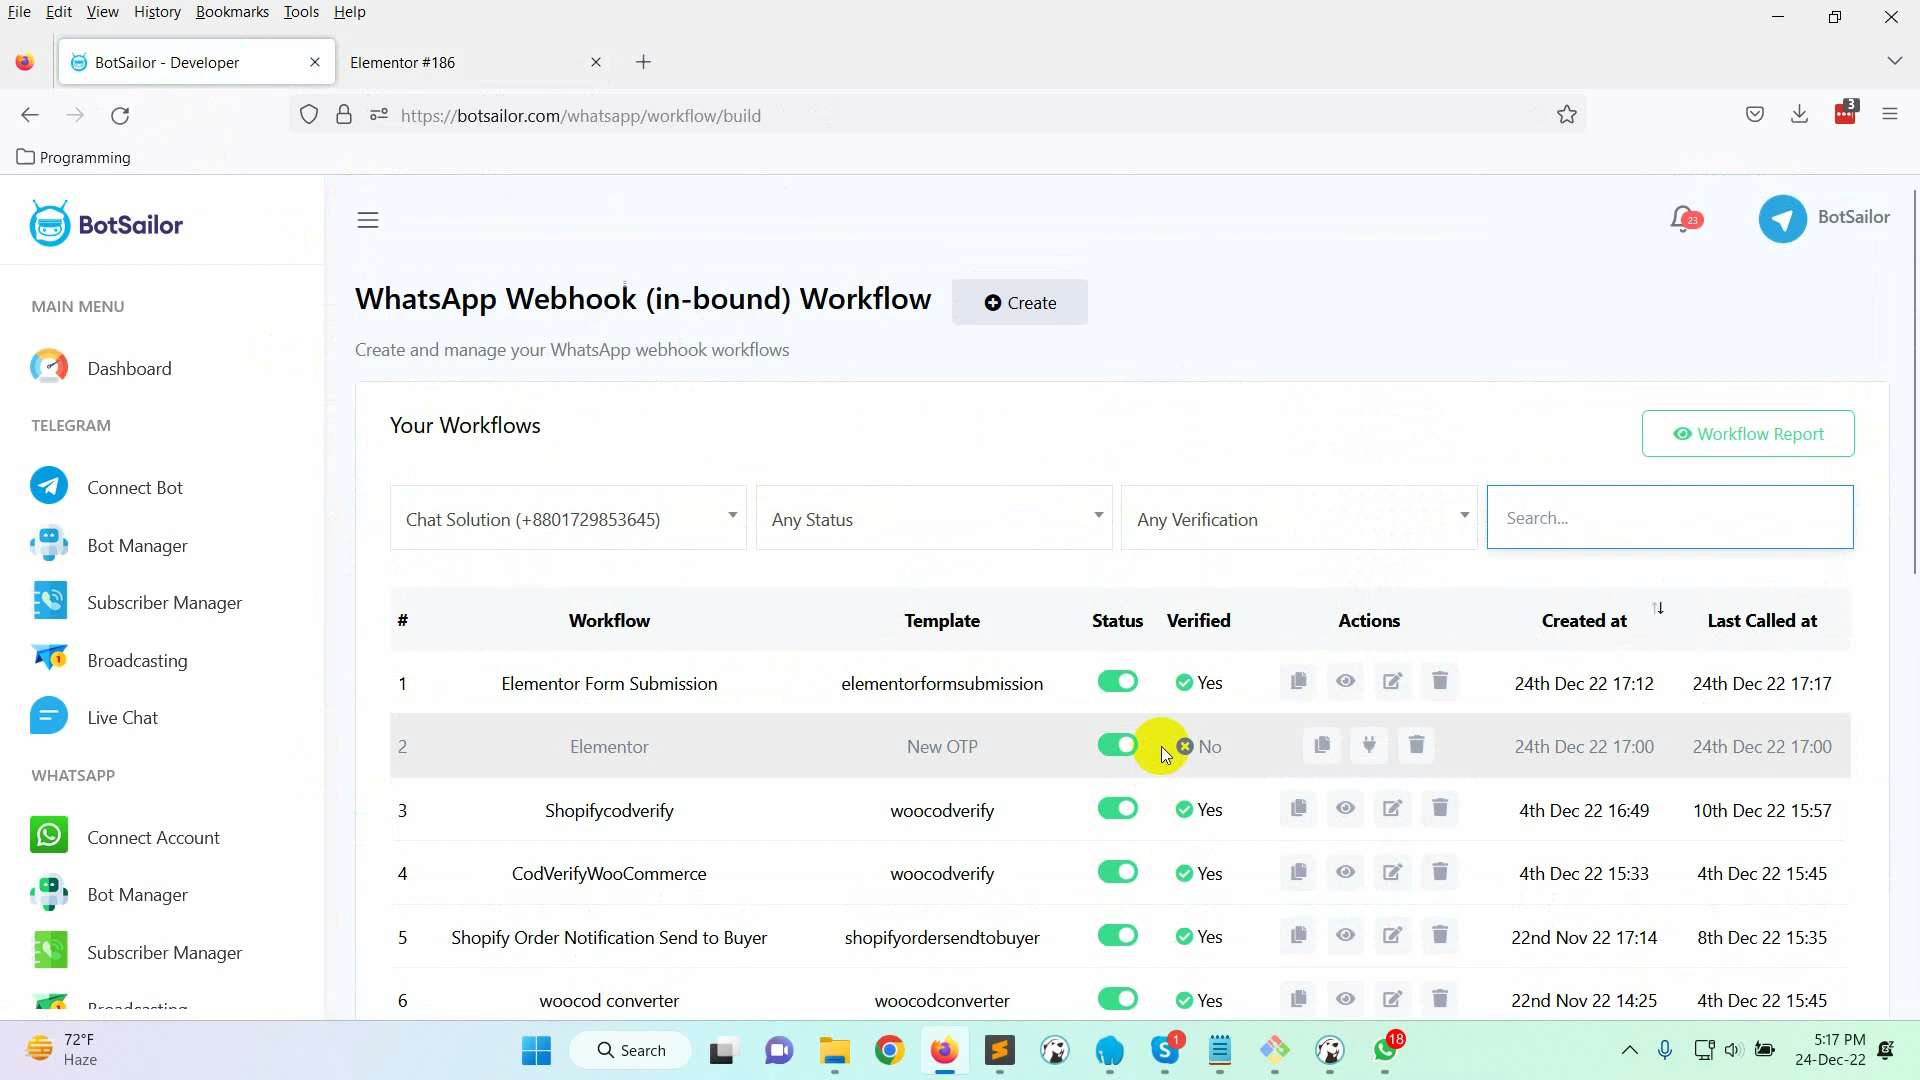 File Edit View History Bookmarks Tools Help
BotSailor - Developer
Elementor #186
https://botsailor.com/whatsapp/workflow/build
3
Programming
BotSailor
23
BotSailor
MAIN MENU
Dashboard
TELEGRAM
Connect Bot
Bot Manager
Subscriber Manager
Broadcasting
Live Chat
WHATSAPP
Connect Account
Bot Manager
Subscriber Manager
Broadcasting
WhatsApp Webhook (in-bound) Workflow
Create
Create and manage your WhatsApp webhook workflows
Your Workflows
Workflow Report
Chat Solution (+8801729853645)
Any Status
Any Verification
Search...
# Workflow Template Status Verified Actions Created at Last Called at
1 Elementor Form Submission elementorformsubmission Yes 24th Dec 22 17:12 24th Dec 22 17:17
2 Elementor New OTP No 24th Dec 22 17:00 24th Dec 22 17:00
3 Shopifycodverify woocodverify Yes 4th Dec 22 16:49 10th Dec 22 15:57
4 CodVerifyWooCommerce woocodverify Yes 4th Dec 22 15:33 4th Dec 22 15:45
5 Shopify Order Notification Send to Buyer shopifyordersendtobuyer Yes 22nd Nov 22 17:14 8th Dec 22 15:35
6 woocod converter woocodconverter Yes 22nd Nov 22 14:25 4th Dec 22 15:45
72°F
Haze
Search
1
18
5:17 PM
24-Dec-22